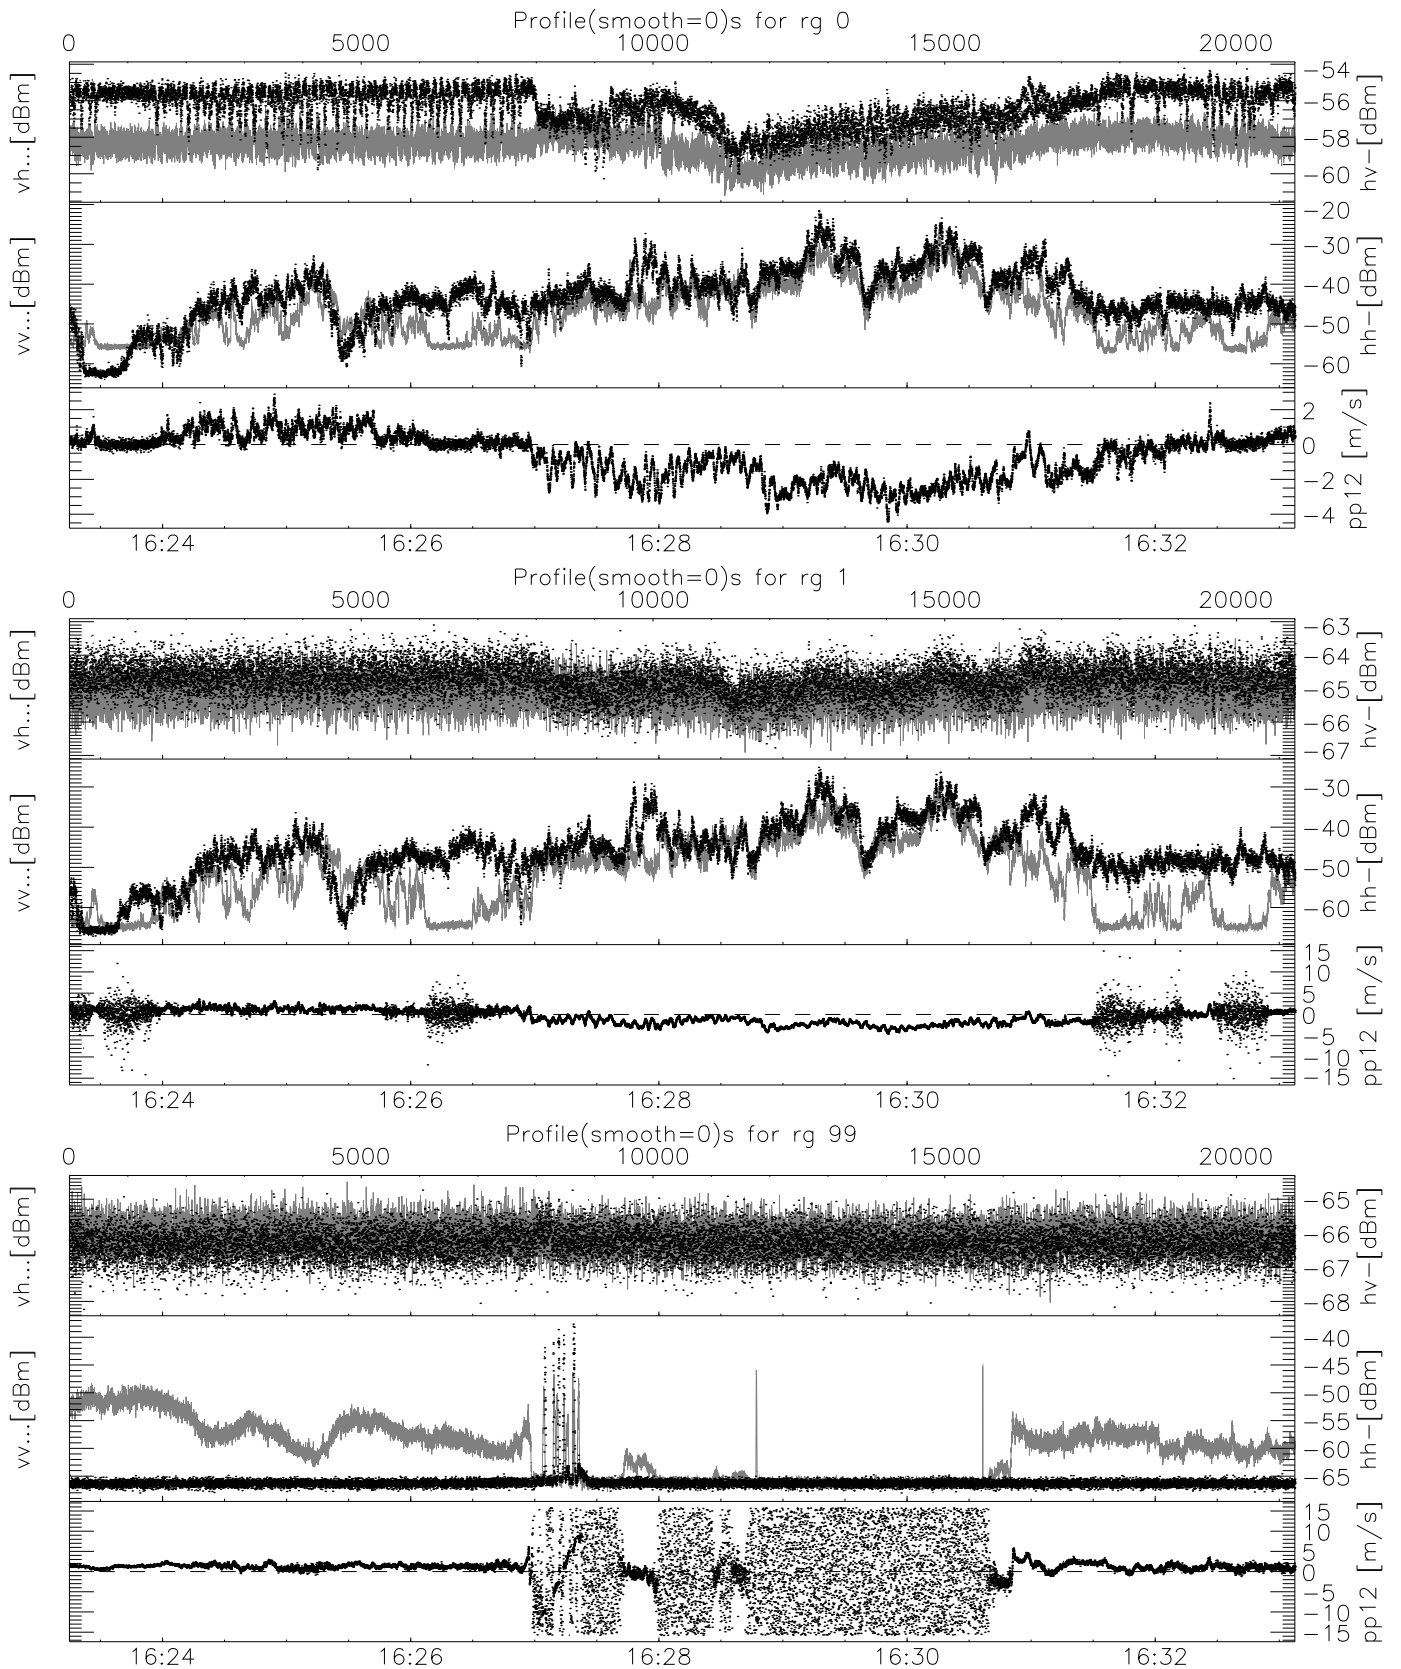 Profile(smooth=0)s for rg 0
0 5000 10000 15000 20000
vh...[dBm]
-54
-56
-58
-60
hv-[dBm]
vv...[dBm]
-20
-30
-40
-50
-60
hh-[dBm]
2
0
-2
-4
pp12 [m/s]
16:24 16:26 16:28 16:30 16:32
Profile(smooth=0)s for rg 1
0 5000 10000 15000 20000
vh...[dBm]
-63
-64
-65
-66
-67
hv-[dBm]
vv...[dBm]
-30
-40
-50
-60
hh-[dBm]
15
10
5
0
-5
-10
-15
pp12 [m/s]
16:24 16:26 16:28 16:30 16:32
Profile(smooth=0)s for rg 99
0 5000 10000 15000 20000
vh...[dBm]
-65
-66
-67
-68
hv-[dBm]
vv...[dBm]
-40
-45
-50
-55
-60
-65
hh-[dBm]
15
10
5
0
-5
-10
-15
pp12 [m/s]
16:24 16:26 16:28 16:30 16:32